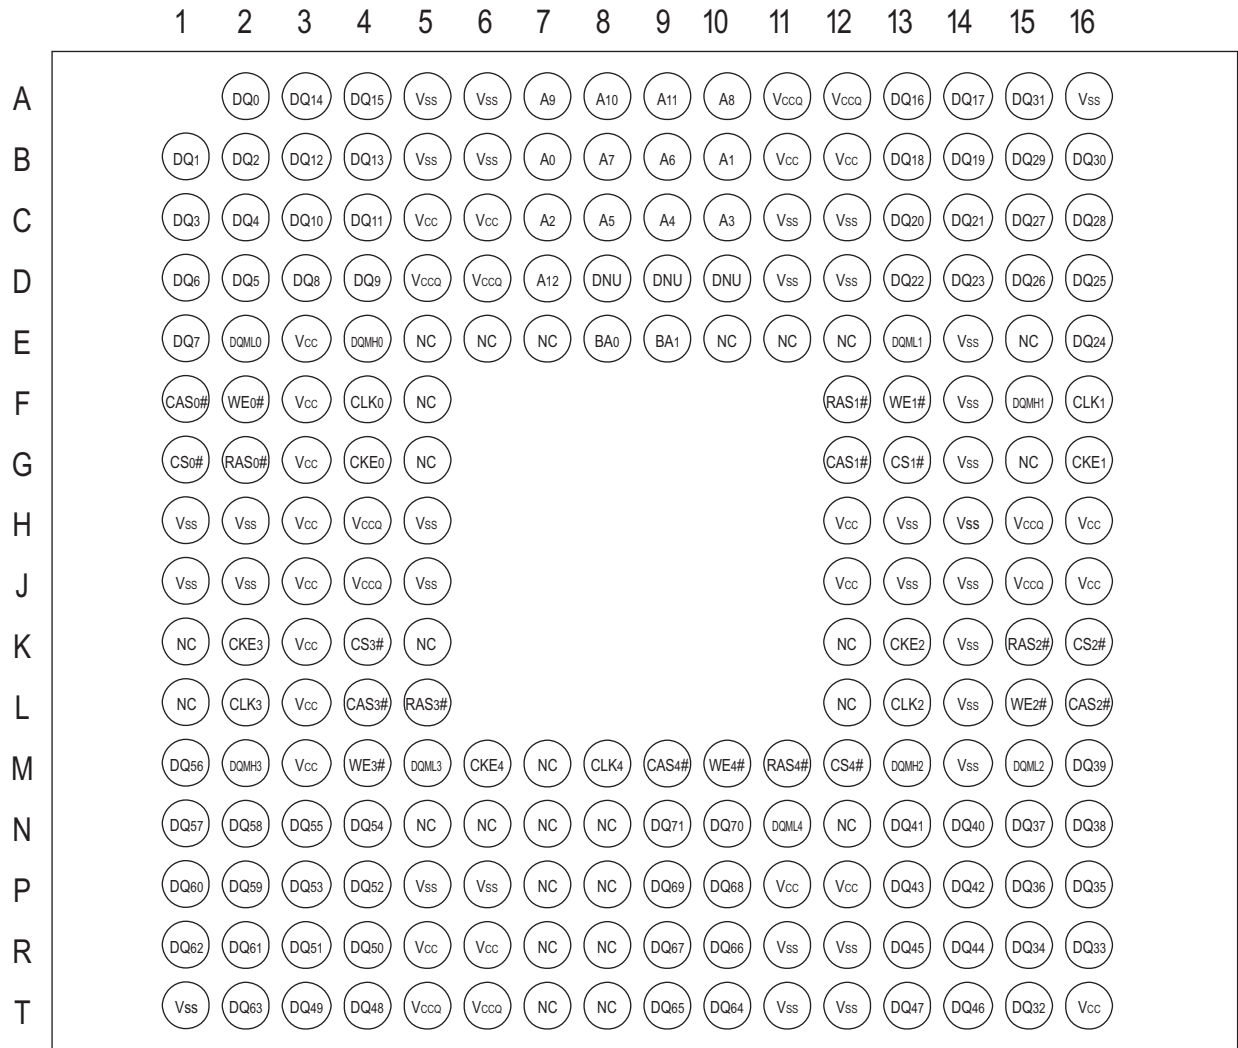 1 2 3 4 5 6 7 8 9 10 11 12 13 14 15 16
A DQ0 DQ14 DQ15 Vss Vss A9 A10 A11 A8 VCCQ VCCQ DQ16 DQ17 DQ31 Vss
B DQ1 DQ2 DQ12 DQ13 Vss Vss A0 A7 A6 A1 VCC VCC DQ18 DQ19 DQ29 DQ30
C DQ3 DQ4 DQ10 DQ11 VCC VCC A2 A5 A4 A3 Vss Vss DQ20 DQ21 DQ27 DQ28
D DQ6 DQ5 DQ8 DQ9 VCCQ VCCQ A12 DNU DNU DNU Vss Vss DQ22 DQ23 DQ26 DQ25
E DQ7 DQML0 VCC DQMH0 NC NC NC BA0 BA1 NC NC NC DQML1 Vss NC DQ24
F CAS0# WE0# VCC CLK0 NC RAS1# WE1# Vss DQMH1 CLK1
G CS0# RAS0# VCC CKE0 NC CAS1# CS1# Vss NC CKE1
H Vss Vss VCC VCCQ Vss VCC Vss Vss VCCQ VCC
J Vss Vss VCC VCCQ Vss VCC Vss Vss VCCQ VCC
K NC CKE3 VCC CS3# NC NC CKE2 Vss RAS2# CS2#
L NC CLK3 VCC CAS3# RAS3# NC CLK2 Vss WE2# CAS2#
M DQ56 DQMH3 VCC WE3# DQML3 CKE4 NC CLK4 CAS4# WE4# RAS4# CS4# DQMH2 Vss DQML2 DQ39
N DQ57 DQ58 DQ55 DQ54 NC NC NC NC DQ71 DQ70 DQML4 NC DQ41 DQ40 DQ37 DQ38
P DQ60 DQ59 DQ53 DQ52 Vss Vss NC NC DQ69 DQ68 VCC VCC DQ43 DQ42 DQ36 DQ35
R DQ62 DQ61 DQ51 DQ50 VCC VCC NC NC DQ67 DQ66 Vss Vss DQ45 DQ44 DQ34 DQ33
T Vss DQ63 DQ49 DQ48 VCCQ VCCQ NC NC DQ65 DQ64 Vss Vss DQ47 DQ46 DQ32 VCC